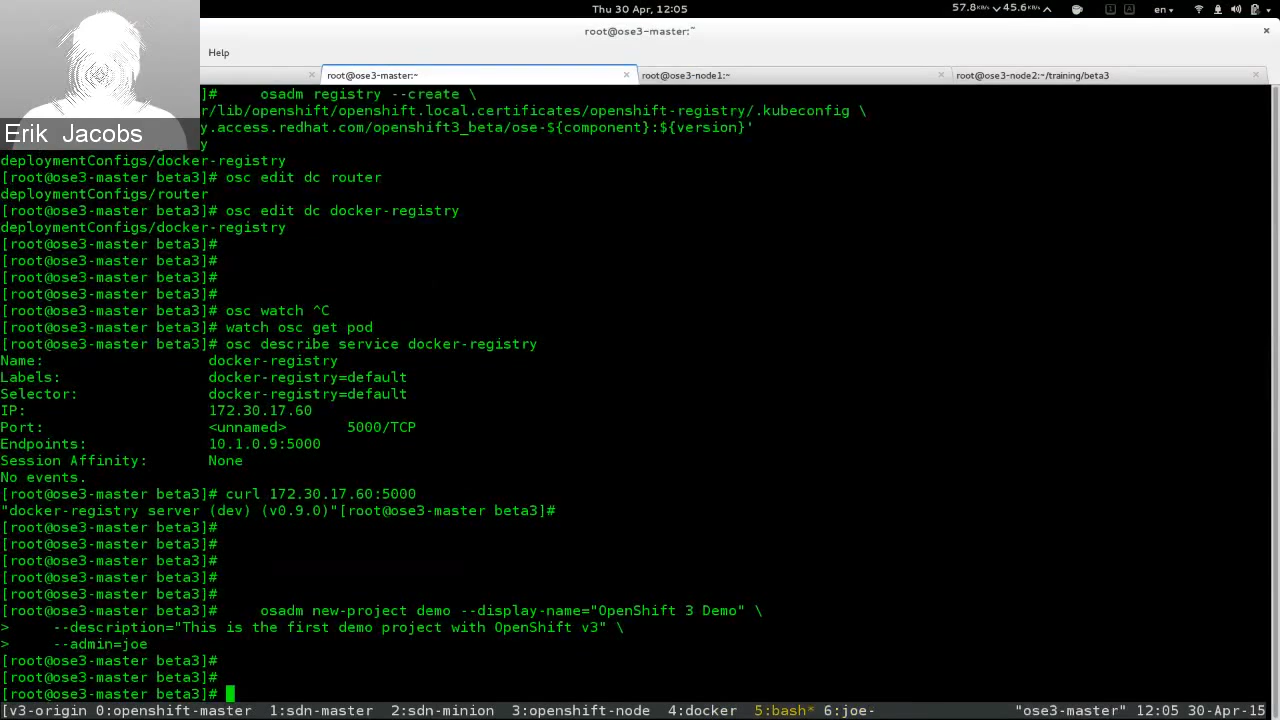 Thu 30 Apr, 12:05
57.8KB/s 45.6KB/s en
root@ose3-master:~
Help
root@ose3-master:~ root@ose3-node1:~ root@ose3-node2:~/training/beta3
Erik Jacobs
]# osadm registry --create \
r/lib/openshift/openshift.local.certificates/openshift-registry/.kubeconfig \
y.access.redhat.com/openshift3_beta/ose-${component}:${version}'
y
deploymentConfigs/docker-registry
[root@ose3-master beta3]# osc edit dc router
deploymentConfigs/router
[root@ose3-master beta3]# osc edit dc docker-registry
deploymentConfigs/docker-registry
[root@ose3-master beta3]#
[root@ose3-master beta3]#
[root@ose3-master beta3]#
[root@ose3-master beta3]#
[root@ose3-master beta3]# osc watch ^C
[root@ose3-master beta3]# watch osc get pod
[root@ose3-master beta3]# osc describe service docker-registry
Name: docker-registry
Labels: docker-registry=default
Selector: docker-registry=default
IP: 172.30.17.60
Port: <unnamed> 5000/TCP
Endpoints: 10.1.0.9:5000
Session Affinity: None
No events.
[root@ose3-master beta3]# curl 172.30.17.60:5000
"docker-registry server (dev) (v0.9.0)"[root@ose3-master beta3]#
[root@ose3-master beta3]#
[root@ose3-master beta3]#
[root@ose3-master beta3]#
[root@ose3-master beta3]#
[root@ose3-master beta3]#
[root@ose3-master beta3]# osadm new-project demo --display-name="OpenShift 3 Demo" \
> --description="This is the first demo project with OpenShift v3" \
> --admin=joe
[root@ose3-master beta3]#
[root@ose3-master beta3]#
[root@ose3-master beta3]#
[v3-origin 0:openshift-master 1:sdn-master 2:sdn-minion 3:openshift-node 4:docker 5:bash* 6:joe- "ose3-master" 12:05 30-Apr-15